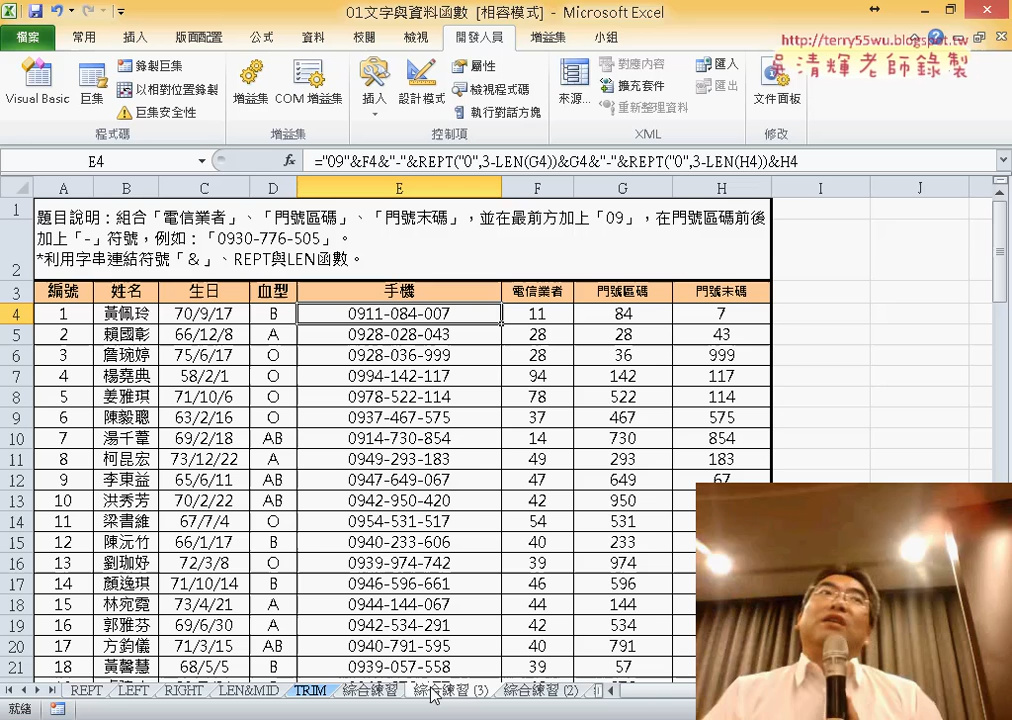 01文字與資料函數 [相容模式] - Microsoft Excel
檔案 常用 插入 版面配置 公式 資料 校閱 檢視 開發人員 增益集 小組
http://terry55wu.blogspot.tw
吳清輝老師錄製
Visual Basic 巨集 錄製巨集 以相對位置錄製 巨集安全性 增益集 COM 增益集 插入 設計模式 屬性 檢視程式碼 執行對話方塊 來源... 對應內容 擴充套件 重新整理資料 匯入 匯出 文件面板
程式碼 增益集 控制項 XML 修改
E4 fx ="09"&F4&"-"&REPT("0",3-LEN(G4))&G4&"-"&REPT("0",3-LEN(H4))&H4
A B C D E F G H I J
1 題目說明：組合「電信業者」、「門號區碼」、「門號末碼」，並在最前方加上「09」，在門號區碼前後
加上「-」符號，例如：「0930-776-505」。
2 *利用字串連結符號「&」、REPT與LEN函數。
3 編號 姓名 生日 血型 手機 電信業者 門號區碼 門號末碼
4 1 黃佩玲 70/9/17 B 0911-084-007 11 84 7
5 2 賴國彰 66/12/8 A 0928-028-043 28 28 43
6 3 詹琬婷 75/6/17 O 0928-036-999 28 36 999
7 4 楊堯典 58/2/1 O 0994-142-117 94 142 117
8 5 姜雅琪 71/10/6 O 0978-522-114 78 522 114
9 6 陳毅聰 63/2/16 O 0937-467-575 37 467 575
10 7 湯千葦 69/2/18 AB 0914-730-854 14 730 854
11 8 柯昆宏 73/12/22 A 0949-293-183 49 293 183
12 9 李東益 65/6/11 AB 0947-649-067 47 649 67
13 10 洪秀芳 70/2/22 AB 0942-950-420 42 950
14 11 梁書維 67/7/4 O 0954-531-517 54 531
15 12 陳沅竹 66/1/17 B 0940-233-606 40 233
16 13 劉珈妤 72/3/8 O 0939-974-742 39 974
17 14 顏逸琪 71/10/14 B 0946-596-661 46 596
18 15 林宛霓 73/4/21 A 0944-144-067 44 144
19 16 郭雅芬 69/6/30 A 0942-534-291 42 534
20 17 方鈞儀 71/3/15 AB 0940-791-595 40 791
21 18 黃馨慧 68/5/5 B 0939-057-558 39 57
REPT LEFT RIGHT LEN&MID TRIM 綜合練習 綜合練習 (3) 綜合練習 (2)
就緒